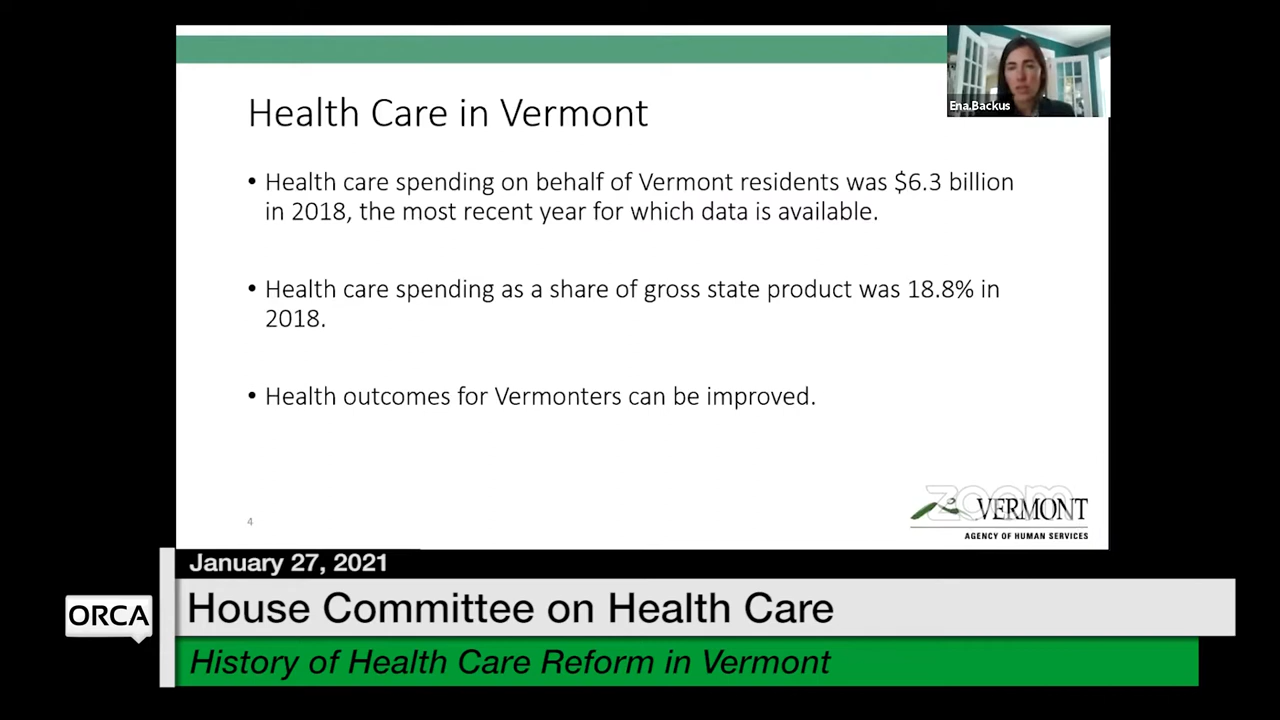 Health Care in Vermont
Ena.Backus
• Health care spending on behalf of Vermont residents was $6.3 billion
in 2018, the most recent year for which data is available.
• Health care spending as a share of gross state product was 18.8% in
2018.
• Health outcomes for Vermonters can be improved.
4
zoom
VERMONT
AGENCY OF HUMAN SERVICES
January 27, 2021
ORCA
House Committee on Health Care
History of Health Care Reform in Vermont